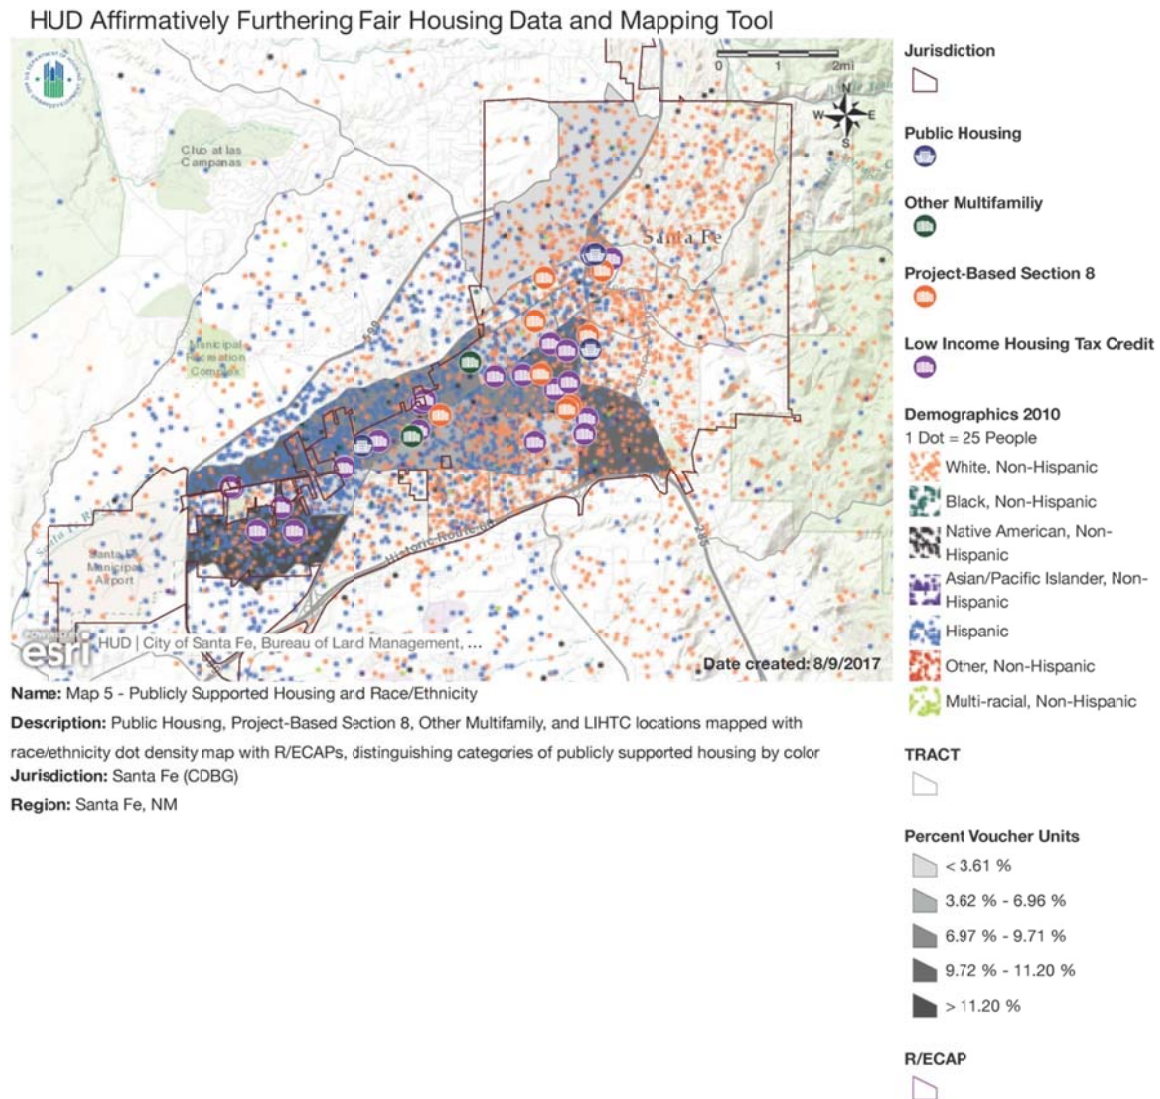 HUD Affirmatively Furthering Fair Housing Data and Mapping Tool
0 1 2mi
N
W E
S
Club at las
Campanas
Santa Fe
599
Municipal
Recreation
Complex
Santa Fe
Municipal
Airport
Historic Route 66
285
POWERED BY
esri
HUD | City of Santa Fe, Bureau of Land Management, ...
Date created: 8/9/2017
Name: Map 5 - Publicly Supported Housing and Race/Ethnicity
Description: Public Housing, Project-Based Section 8, Other Multifamily, and LIHTC locations mapped with
race/ethnicity dot density map with R/ECAPs, distinguishing categories of publicly supported housing by color
Jurisdiction: Santa Fe (CDBG)
Region: Santa Fe, NM
Jurisdiction
Public Housing
Other Multifamiliy
Project-Based Section 8
Low Income Housing Tax Credit
Demographics 2010
1 Dot = 25 People
White, Non-Hispanic
Black, Non-Hispanic
Native American, Non-
Hispanic
Asian/Pacific Islander, Non-
Hispanic
Hispanic
Other, Non-Hispanic
Multi-racial, Non-Hispanic
TRACT
Percent Voucher Units
< 3.61 %
3.62 % - 6.96 %
6.97 % - 9.71 %
9.72 % - 11.20 %
> 11.20 %
R/ECAP